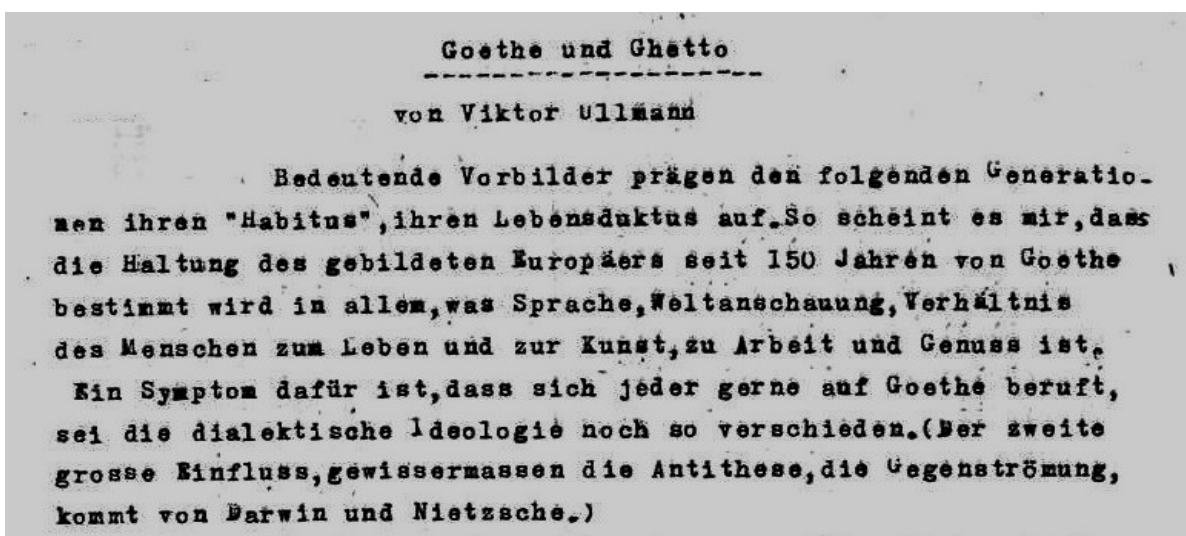 Goethe und Ghetto
von Viktor Ullmann
Bedeutende Vorbilder prägen den folgenden Generatio-
nen ihren "Habitus",ihren Lebensduktus auf.So scheint es mir,dass
die Haltung des gebildeten Europäers seit 150 Jahren von Goethe
bestimmt wird in allem,was Sprache,Weltanschauung,Verhältnis
des Menschen zum Leben und zur Kunst,zu Arbeit und Genuss ist.
Ein Symptom dafür ist,dass sich jeder gerne auf Goethe beruft,
sei die dialektische Ideologie noch so verschieden.(Der zweite
grosse Einfluss,gewissermassen die Antithese,die Gegenströmung,
kommt von Darwin und Nietzsche.)